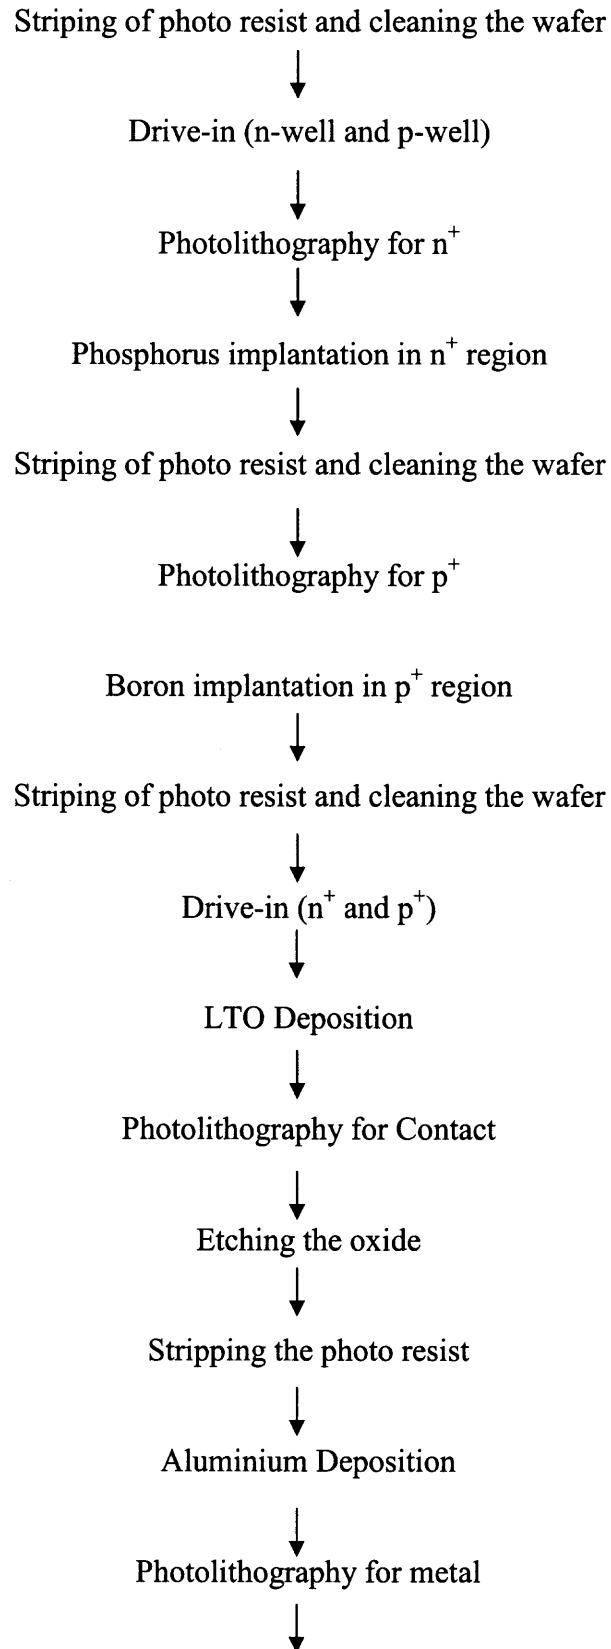 Striping of photo resist and cleaning the wafer
Drive-in (n-well and p-well)
Photolithography for n⁺
Phosphorus implantation in n⁺ region
Striping of photo resist and cleaning the wafer
Photolithography for p⁺
Boron implantation in p⁺ region
Striping of photo resist and cleaning the wafer
Drive-in (n⁺ and p⁺)
LTO Deposition
Photolithography for Contact
Etching the oxide
Stripping the photo resist
Aluminium Deposition
Photolithography for metal